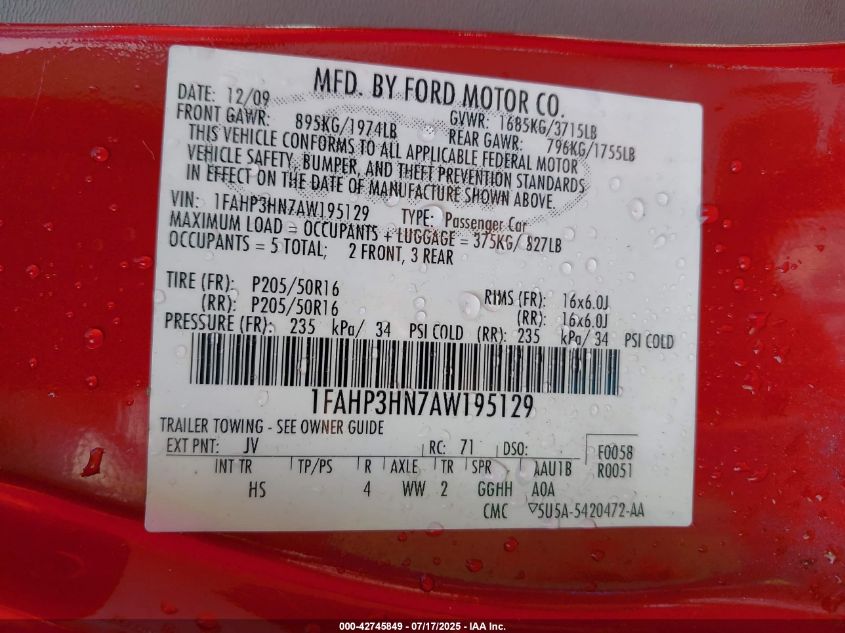 MFD. BY FORD MOTOR CO.
DATE: 12/09 GVWR: 1685KG/3715LB
FRONT GAWR: 895KG/1974LB REAR GAWR: 796KG/1755LB
THIS VEHICLE CONFORMS TO ALL APPLICABLE FEDERAL MOTOR
VEHICLE SAFETY, BUMPER, AND THEFT PREVENTION STANDARDS
IN EFFECT ON THE DATE OF MANUFACTURE SHOWN ABOVE.
VIN: 1FAHP3HN7AW195129 TYPE: Passenger Car
MAXIMUM LOAD = OCCUPANTS + LUGGAGE = 375KG/ 827LB
OCCUPANTS = 5 TOTAL; 2 FRONT, 3 REAR
TIRE (FR): P205/50R16 RIMS (FR): 16x6.0J
(RR): P205/50R16 (RR): 16x6.0J
PRESSURE (FR): 235 kPa/ 34 PSI COLD (RR): 235 kPa/ 34 PSI COLD
1FAHP3HN7AW195129
TRAILER TOWING - SEE OWNER GUIDE
EXT PNT: JV RC: 71 DSO: F0058
INT TR TP/PS R AXLE TR SPR AAU1B R0051
HS 4 WW 2 GGHH A0A
CMC ▽5U5A-5420472-AA
000-42745849 - 07/17/2025 - IAA Inc.